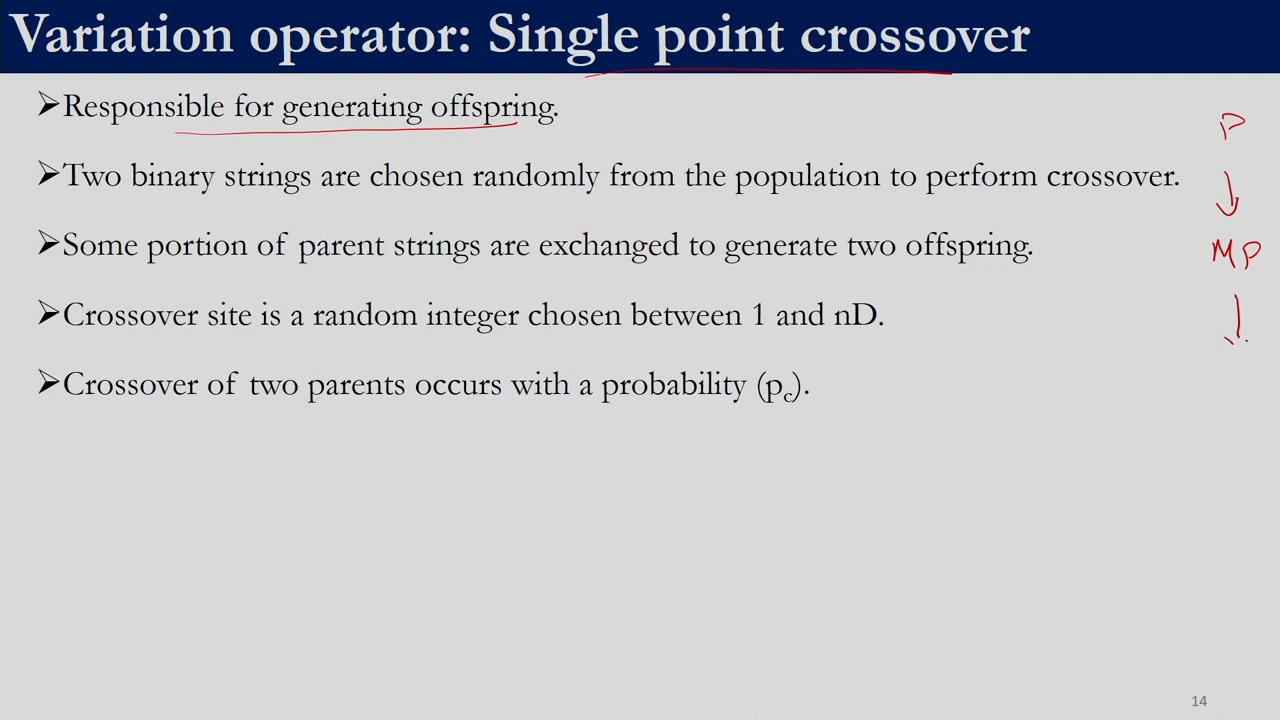 Variation operator: Single point crossover
➤Responsible for generating offspring.
➤Two binary strings are chosen randomly from the population to perform crossover.
➤Some portion of parent strings are exchanged to generate two offspring.
➤Crossover site is a random integer chosen between 1 and nD.
➤Crossover of two parents occurs with a probability (pc).
P
MP
14